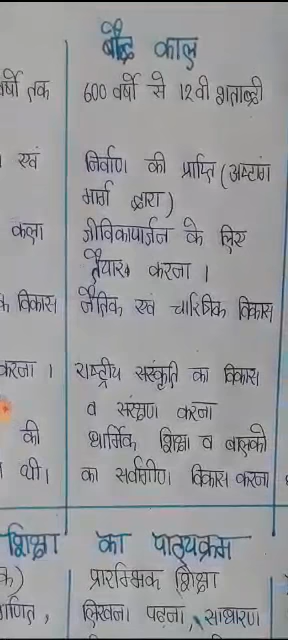 बौद्ध काल
वर्षो तक 600 वर्षो से 12वी शताब्दी
एवं निर्वाण की प्राप्ति (अष्टांग
मार्ग द्वारा)
कला जीविकापार्जन के लिए
तैयार करना ।
के विकास नैतिक एवं चारित्रिक विकास
करना । राष्ट्रीय संस्कृति का विकास
व संरक्षण करना
की धार्मिक शिक्षा व बालको
थी। का सर्वागीण विकास करना
शिक्षा का पाठ्यक्रम
प्रारम्भिक शिक्षा
गणित, लिखना पढ़ना, साधारण